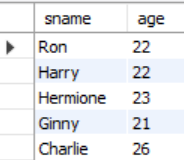 sname age
Ron 22
Harry 22
Hermione 23
Ginny 21
Charlie 26